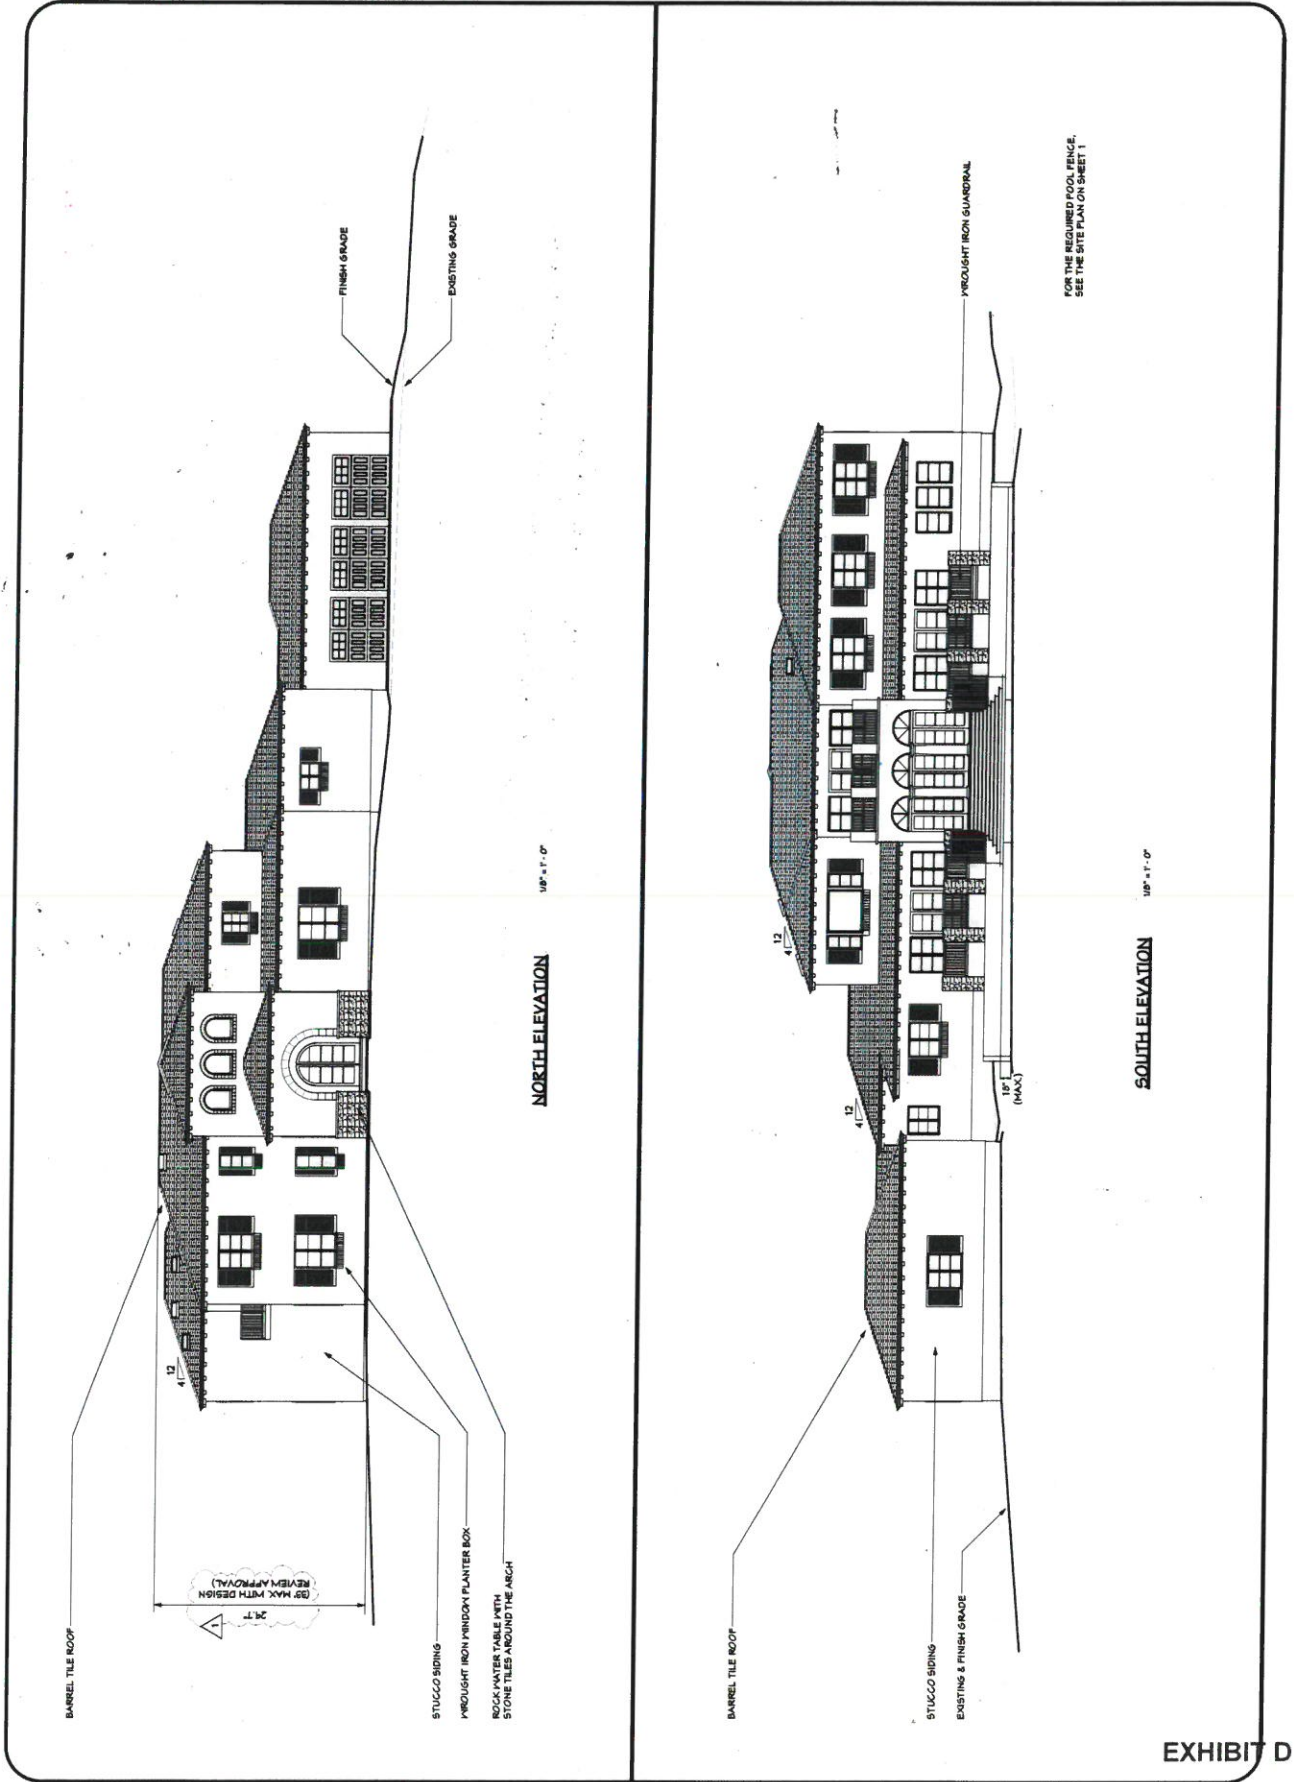 BARREL TILE ROOF
STUCCO SIDING
WROUGHT IRON WINDOW PLANTER BOX
ROCK WATER TABLE WITH
STONE TILES AROUND THE ARCH
29'7"
(33' MAX. WITH DESIGN
REVIEW APPROVAL)
1
12
4
FINISH GRADE
EXISTING GRADE
NORTH ELEVATION
1/8" = 1' - 0"
BARREL TILE ROOF
STUCCO SIDING
EXISTING & FINISH GRADE
12
4
12
4
18"
(MAX)
WROUGHT IRON GUARDRAIL
FOR THE REQUIRED POOL FENCE,
SEE THE SITE PLAN ON SHEET 1
SOUTH ELEVATION
1/8" = 1' - 0"
EXHIBIT D